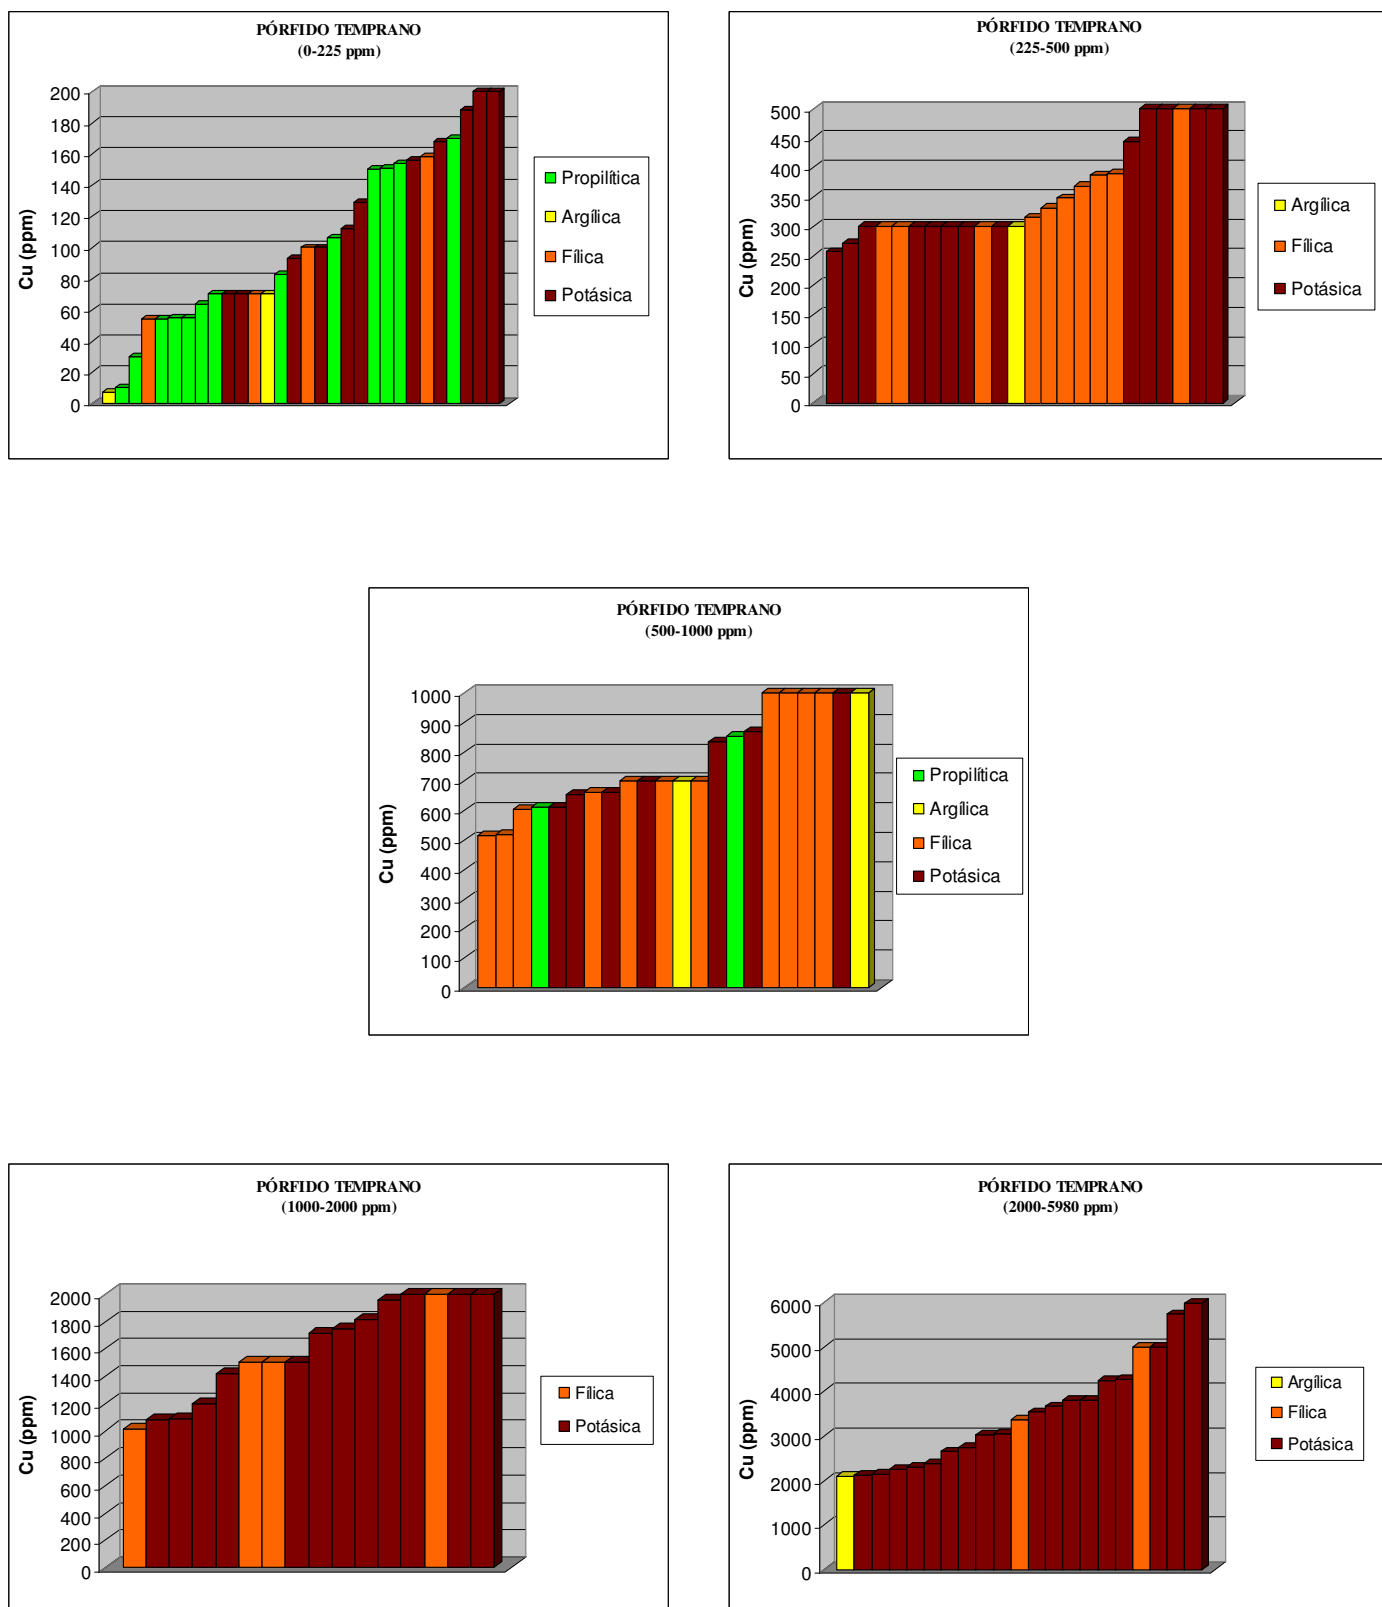 PÓRFIDO TEMPRANO
(0-225 ppm)
Cu (ppm)
200
180
160
140
120
100
80
60
40
20
0
Propilítica
Argílica
Fílica
Potásica
PÓRFIDO TEMPRANO
(225-500 ppm)
Cu (ppm)
500
450
400
350
300
250
200
150
100
50
0
Argílica
Fílica
Potásica
PÓRFIDO TEMPRANO
(500-1000 ppm)
Cu (ppm)
1000
900
800
700
600
500
400
300
200
100
0
Propilítica
Argílica
Fílica
Potásica
PÓRFIDO TEMPRANO
(1000-2000 ppm)
Cu (ppm)
2000
1800
1600
1400
1200
1000
800
600
400
200
0
Fílica
Potásica
PÓRFIDO TEMPRANO
(2000-5980 ppm)
Cu (ppm)
6000
5000
4000
3000
2000
1000
0
Argílica
Fílica
Potásica